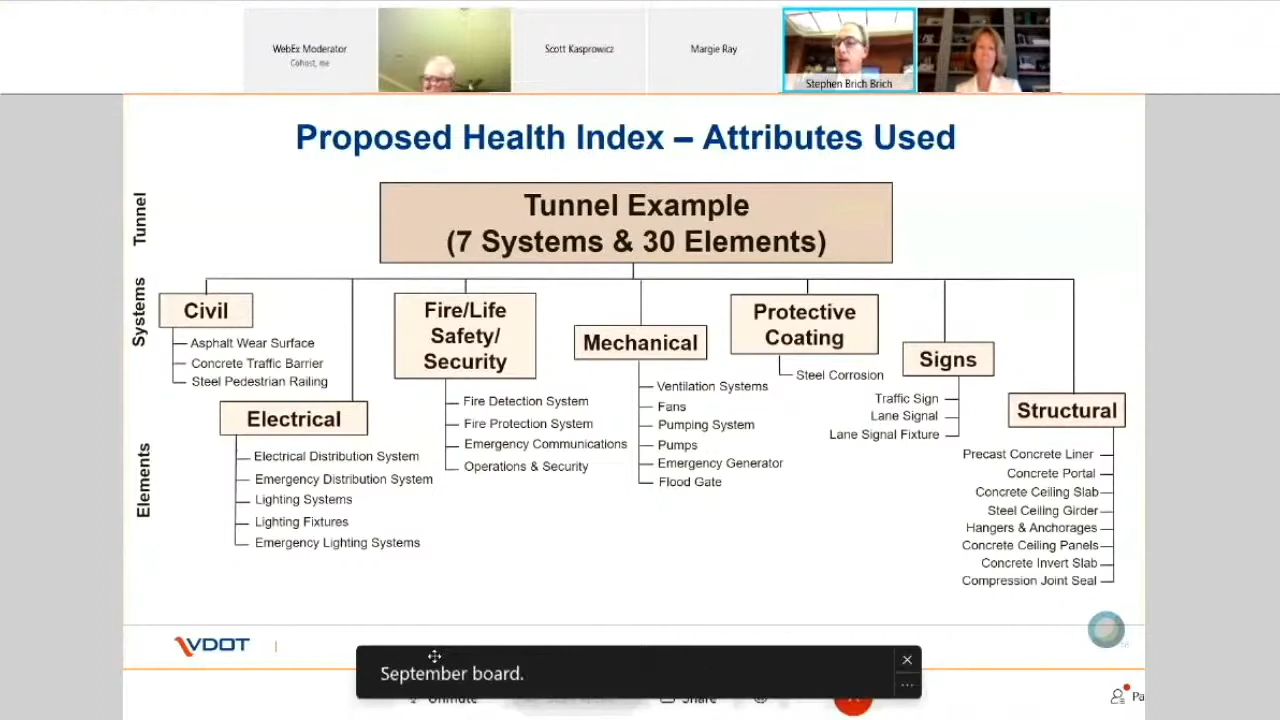 WebEx Moderator
Cohost, me
Scott Kasprowicz
Margie Ray
Stephen Brich Brich
Proposed Health Index – Attributes Used
Tunnel
Tunnel Example
(7 Systems & 30 Elements)
Systems
Civil
Asphalt Wear Surface
Concrete Traffic Barrier
Steel Pedestrian Railing
Electrical
Electrical Distribution System
Emergency Distribution System
Lighting Systems
Lighting Fixtures
Emergency Lighting Systems
Fire/Life
Safety/
Security
Fire Detection System
Fire Protection System
Emergency Communications
Operations & Security
Mechanical
Ventilation Systems
Fans
Pumping System
Pumps
Emergency Generator
Flood Gate
Protective
Coating
Steel Corrosion
Signs
Traffic Sign
Lane Signal
Lane Signal Fixture
Structural
Precast Concrete Liner
Concrete Portal
Concrete Ceiling Slab
Steel Ceiling Girder
Hangers & Anchorages
Concrete Ceiling Panels
Concrete Invert Slab
Compression Joint Seal
Elements
VDOT
September board.
Unmute
Share
Pa